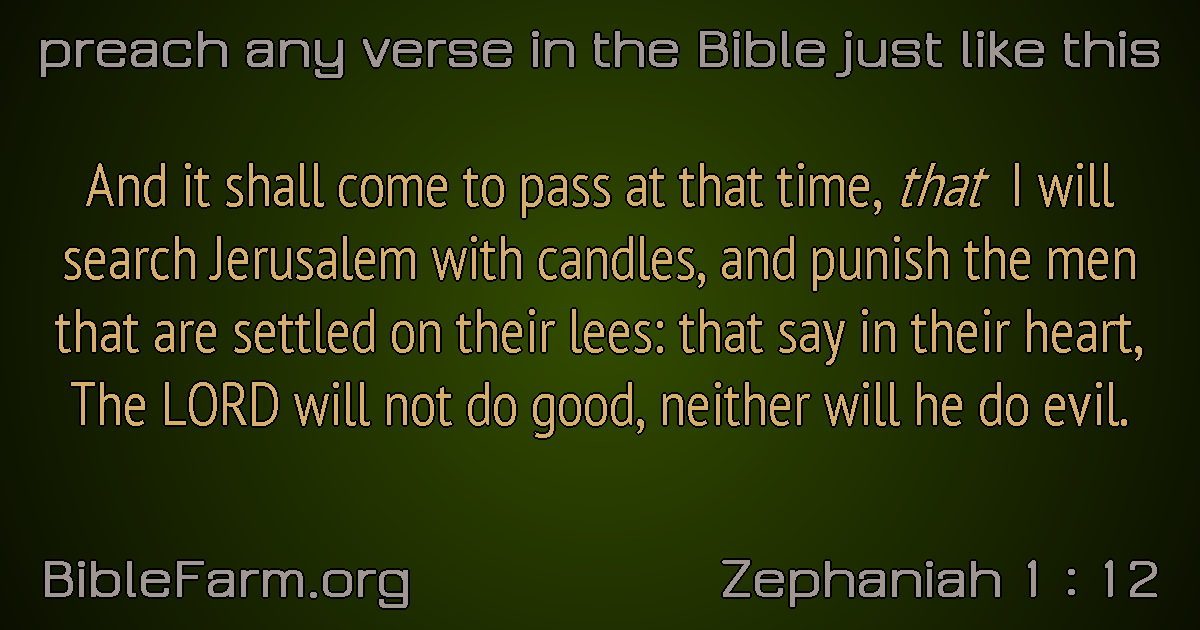 preach any verse in the Bible just like this
And it shall come to pass at that time, that I will
search Jerusalem with candles, and punish the men
that are settled on their lees: that say in their heart,
The LORD will not do good, neither will he do evil.
BibleFarm.org
Zephaniah 1 : 12